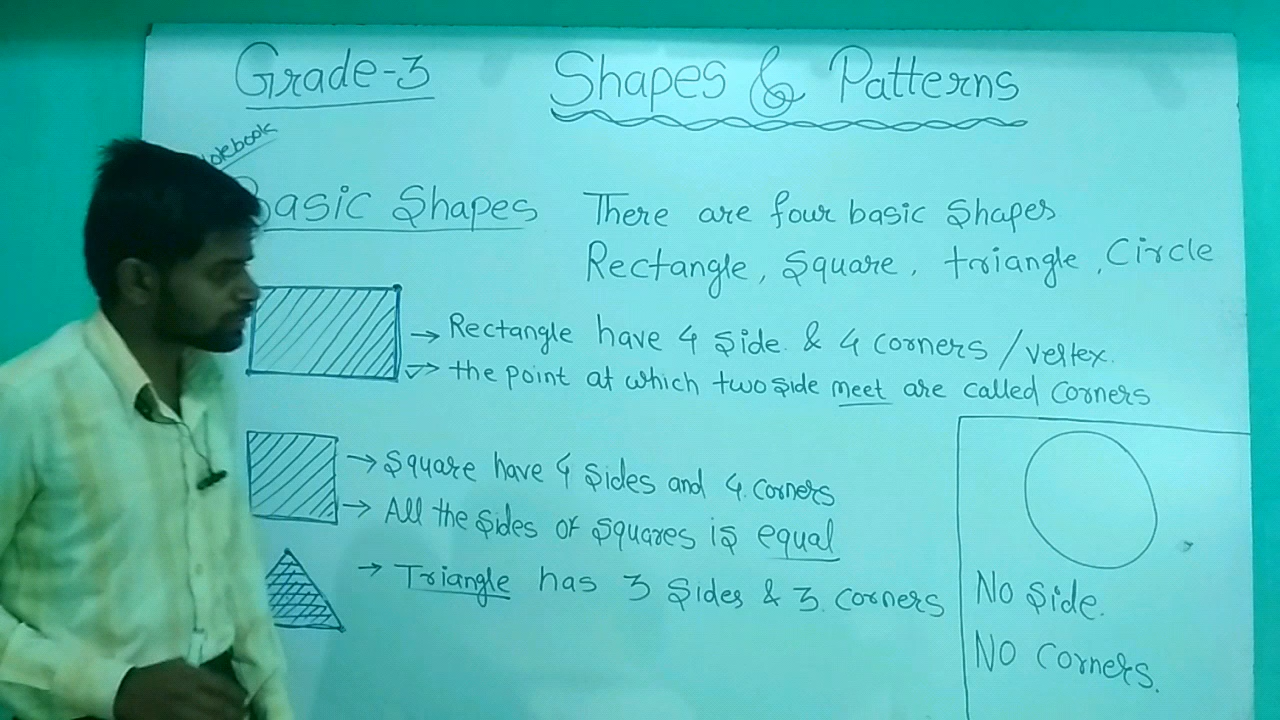 Grade-3
Shapes & Patterns
Basic Shapes
There are four basic Shapes
Rectangle, Square, triangle, Circle
→ Rectangle have 4 Side. & 4 corners / vertex.
→ the point at which two side meet are called Corners
→ Square have 4 Sides and 4. corners
→ All the Sides of Squares is equal
→ Triangle has 3 Sides & 3. corners
No Side.
No Corners.